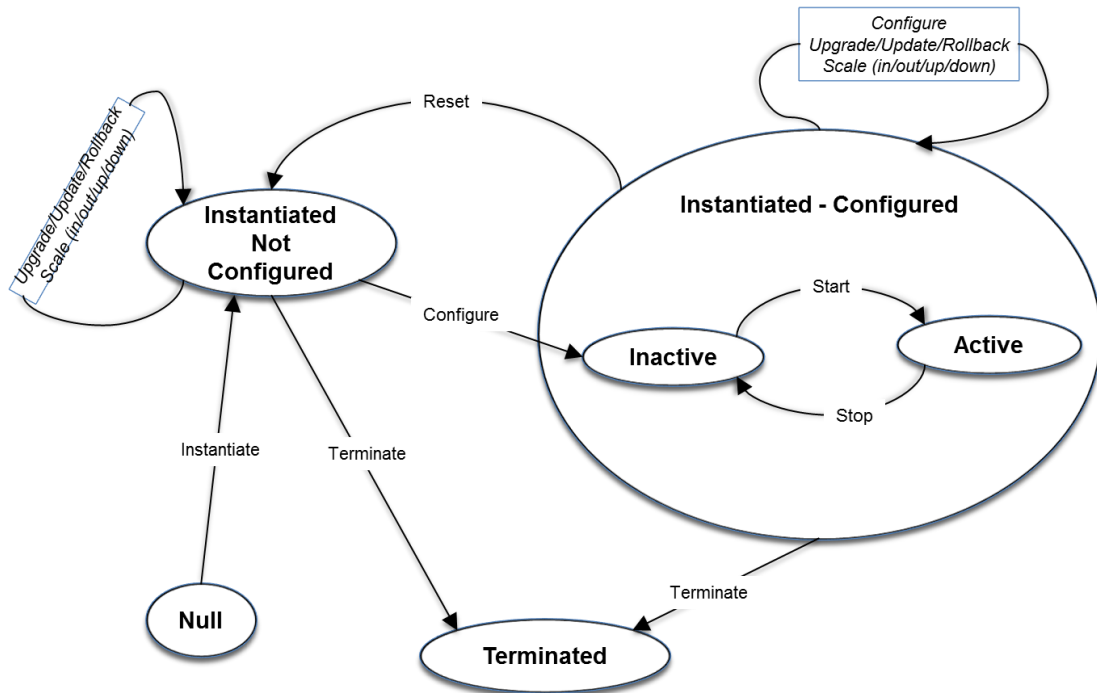 Configure
Upgrade/Update/Rollback
Scale (in/out/up/down)
Reset
Upgrade/Update/Rollback
Scale (in/out/up/down)
Instantiated
Not
Configured
Instantiated - Configured
Start
Configure
Inactive
Active
Stop
Instantiate
Terminate
Terminate
Null
Terminated